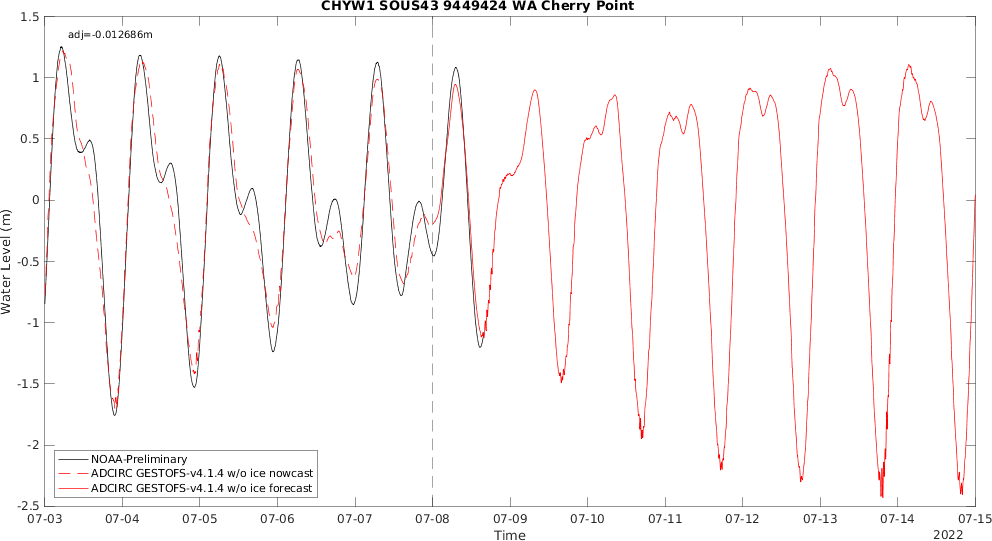 CHYW1 SOUS43 9449424 WA Cherry Point
adj=-0.012686m
Water Level (m)
1.5
1
0.5
0
-0.5
-1
-1.5
-2
-2.5
NOAA-Preliminary
ADCIRC GESTOFS-v4.1.4 w/o ice nowcast
ADCIRC GESTOFS-v4.1.4 w/o ice forecast
07-03 07-04 07-05 07-06 07-07 07-08 07-09 07-10 07-11 07-12 07-13 07-14 07-15
Time
2022